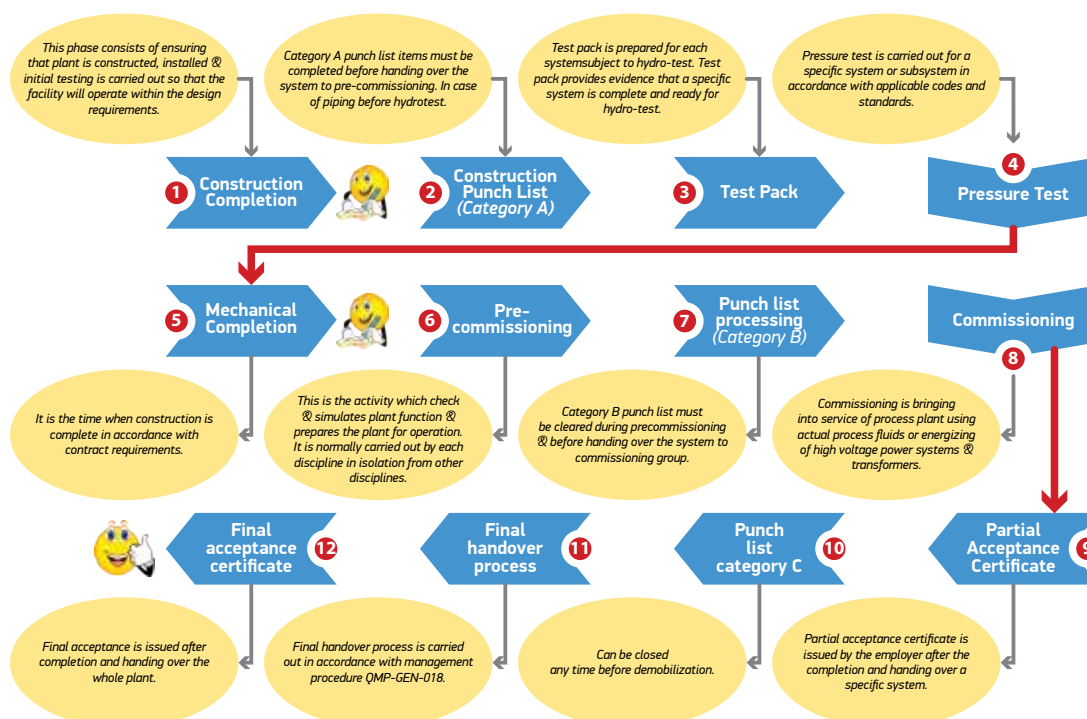 This phase consists of ensuring
that plant is constructed, installed &
initial testing is carried out so that the
facility will operate within the design
requirements.
Category A punch list items must be
completed before handing over the
system to pre-commissioning. In case
of piping before hydrotest.
Test pack is prepared for each
systemsubject to hydro-test. Test
pack provides evidence that a specific
system is complete and ready for
hydro-test.
Pressure test is carried out for a
specific system or subsystem in
accordance with applicable codes and
standards.
1
Construction
Completion
2
Construction
Punch List
(Category A)
3
Test Pack
4
Pressure Test
5
Mechanical
Completion
6
Pre-
commissioning
7
Punch list
processing
(Category B)
Commissioning
8
It is the time when construction is
complete in accordance with
contract requirements.
This is the activity which check
& simulates plant function &
prepares the plant for operation.
It is normally carried out by each
discipline in isolation from other
disciplines.
Category B punch list must
be cleared during precommissioning
& before handing over the system to
commissioning group.
Commissioning is bringing
into service of process plant using
actual process fluids or energizing
of high voltage power systems &
transformers.
Final
acceptance
certificate
12
Final
handover
process
11
Punch
list
category C
10
Partial
Acceptance
Certificate
9
Final acceptance is issued after
completion and handing over the
whole plant.
Final handover process is carried
out in accordance with management
procedure QMP-GEN-018.
Can be closed
any time before demobilization.
Partial acceptance certificate is
issued by the employer after the
completion and handing over a
specific system.